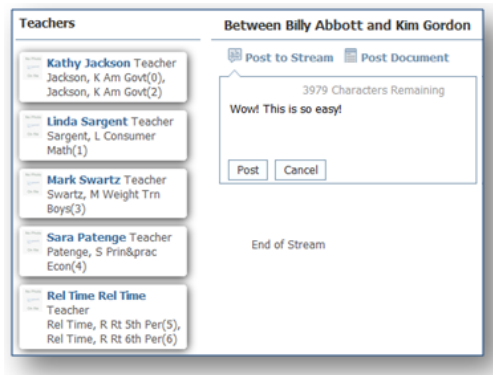 Teachers
Kathy Jackson Teacher
Jackson, K Am Govt(0),
Jackson, K Am Govt(2)
Linda Sargent Teacher
Sargent, L Consumer
Math(1)
Mark Swartz Teacher
Swartz, M Weight Trn
Boys(3)
Sara Patenge Teacher
Patenge, S Prin&prac
Econ(4)
Rel Time Rel Time
Teacher
Rel Time, R Rt 5th Per(5),
Rel Time, R Rt 6th Per(6)
Between Billy Abbott and Kim Gordon
Post to Stream Post Document
3979 Characters Remaining
Wow! This is so easy!
Post Cancel
End of Stream